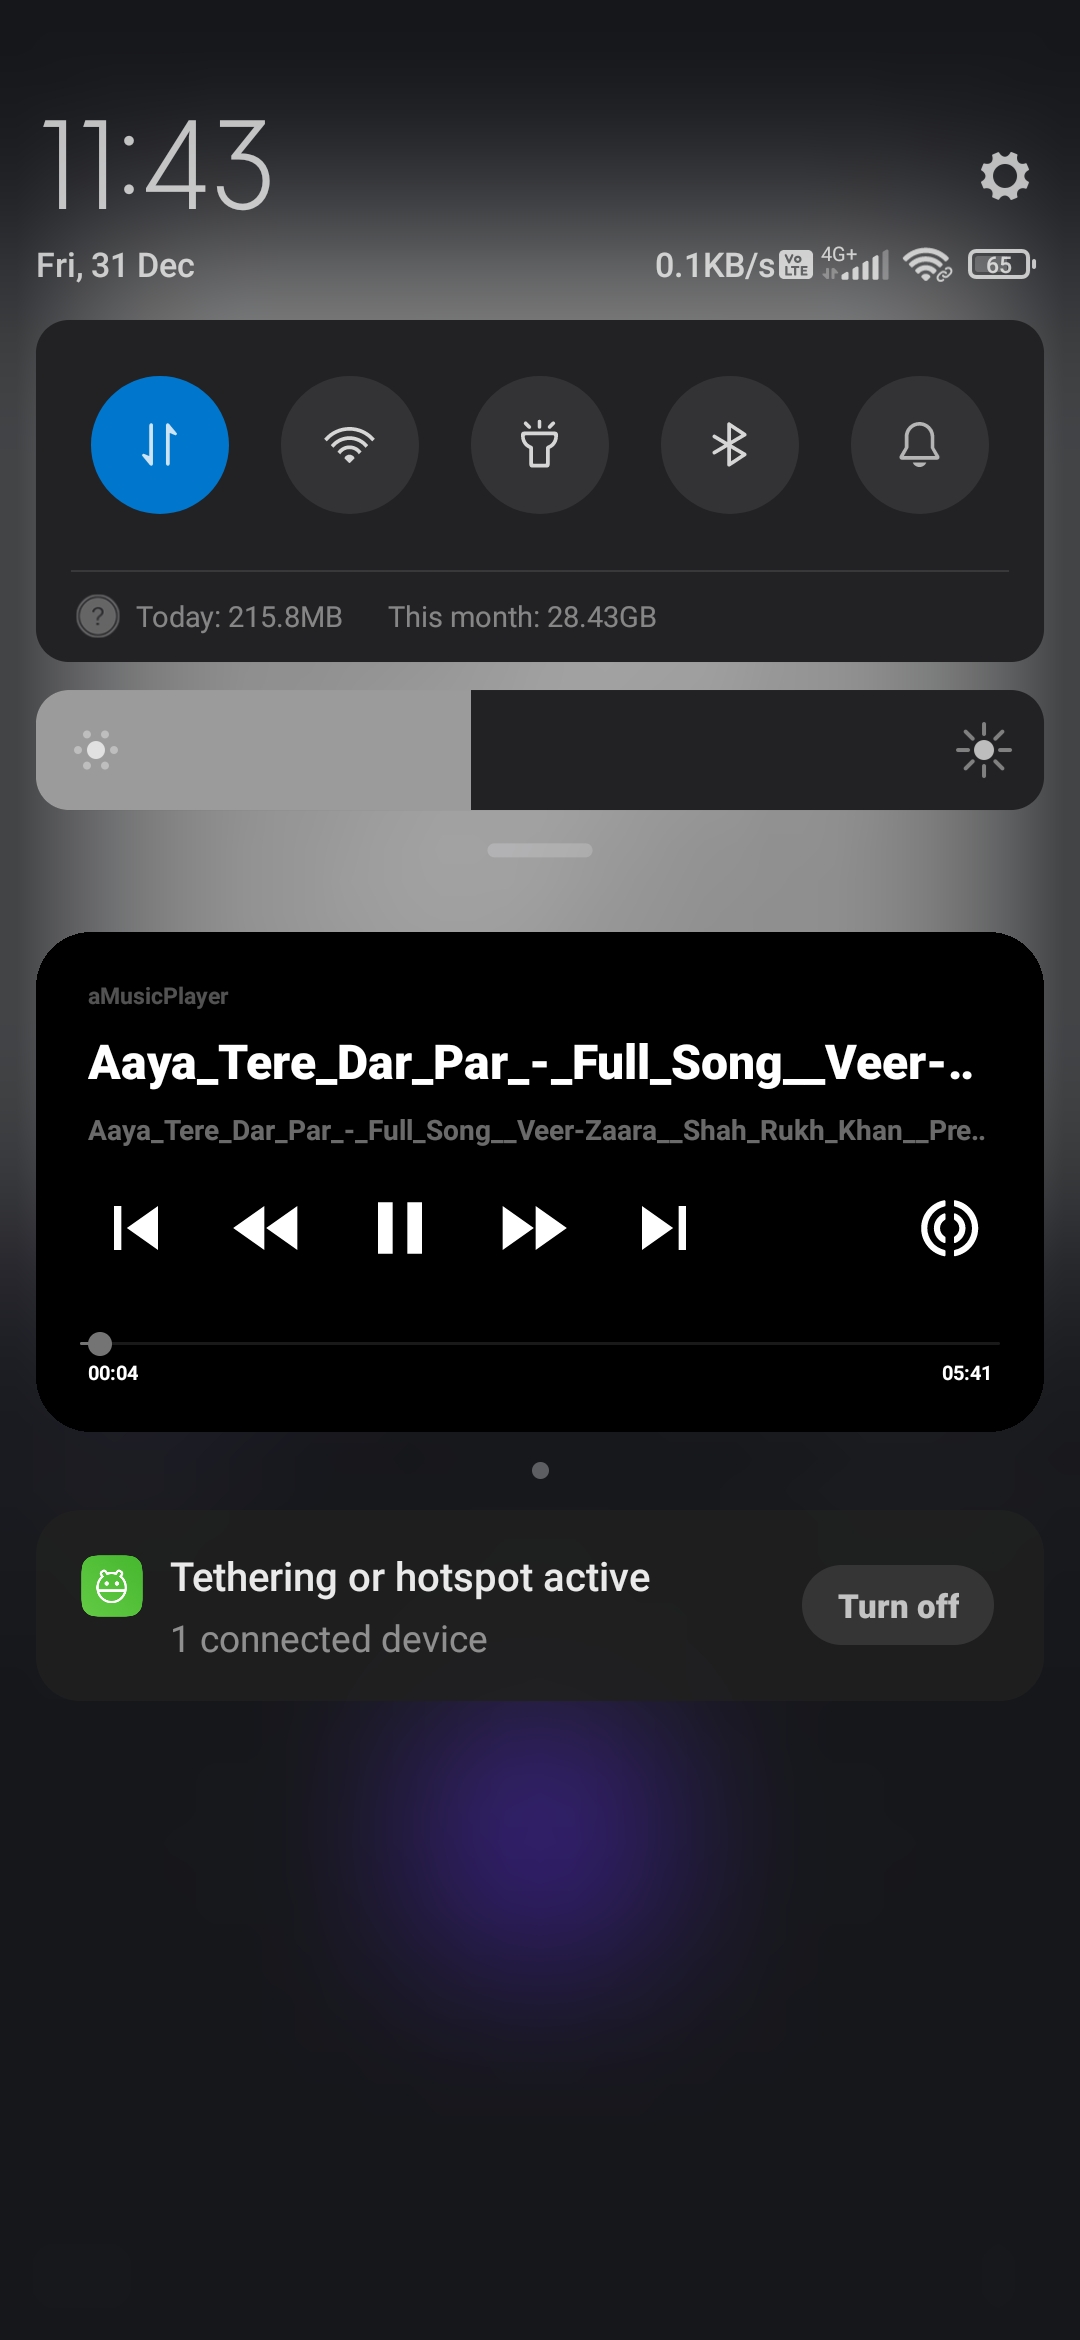 11:43
Fri, 31 Dec
0.1KB/s Vo LTE 4G+ 65
? Today: 215.8MB This month: 28.43GB
aMusicPlayer
Aaya_Tere_Dar_Par_-_Full_Song__Veer-..
Aaya_Tere_Dar_Par_-_Full_Song__Veer-Zaara__Shah_Rukh_Khan__Pre..
00:04 05:41
Tethering or hotspot active
1 connected device
Turn off